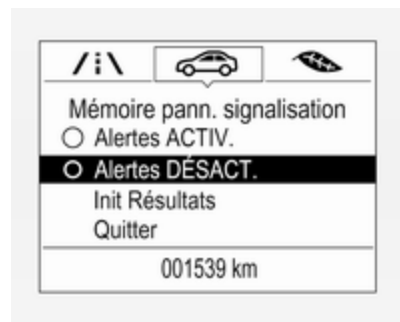 Mémoire pann. signalisation
Alertes ACTIV.
Alertes DÉSACT.
Init Résultats
Quitter
001539 km